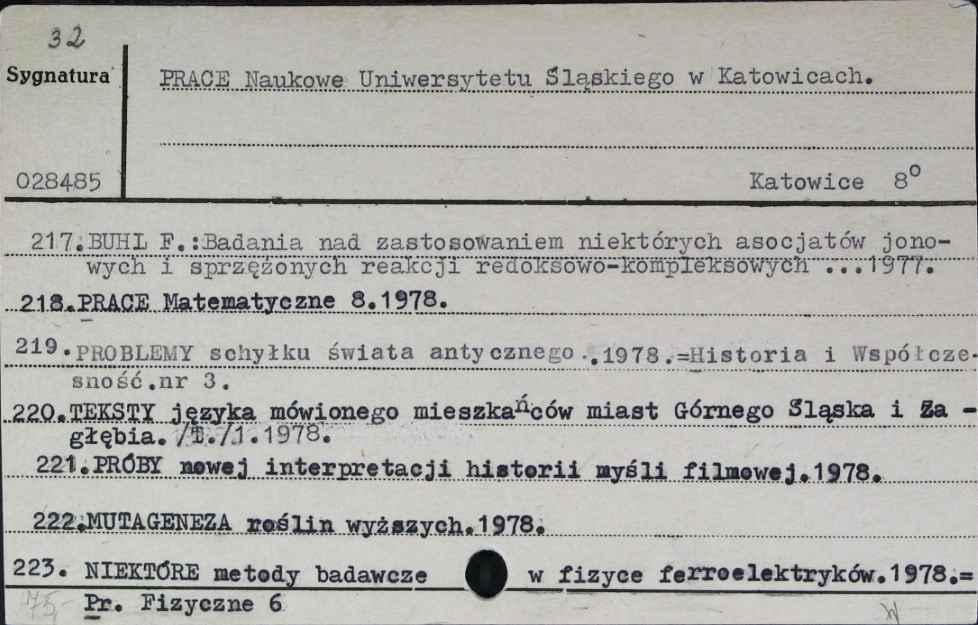 32
Sygnatura
PRACE Naukowe Uniwersytetu Śląskiego w Katowicach.
028485
Katowice 8°
217.BUHL F.:Badania nad zastosowaniem niektórych asocjatów jono-
wych i sprzężonych reakcji redoksowo-kompleksowych ...1977.
218.PRACE Matematyczne 8.1978.
219.PROBLEMY schyłku świata antycznego..1978.=Historia i Współcze-
sność.nr 3.
220.TEKSTY języka mówionego mieszkańców miast Górnego Śląska i Za -
głębia. /T./1.1978.
221.PRÓBY nowej interpretacji historii myśli filmowej.1978.
222.MUTAGENEZA roślin wyższych.1978.
223. NIEKTÓRE metody badawcze w fizyce ferroelektryków.1978.=
75 Pr. Fizyczne 6
W